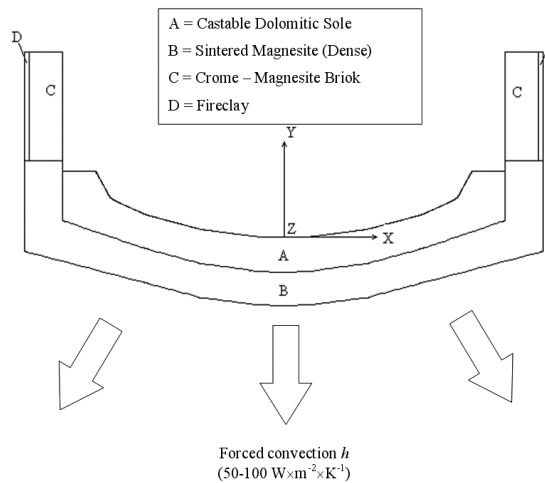 A = Castable Dolomitic Sole
B = Sintered Magnesite (Dense)
C = Crome – Magnesite Briok
D = Fireclay
D
C
C
Y
Z
X
A
B
Forced convection h
(50-100 W×m⁻²×K⁻¹)